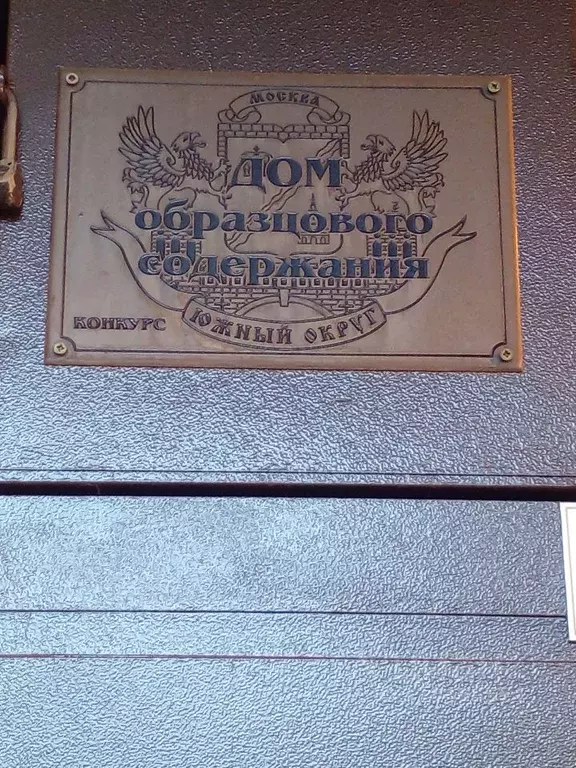 МОСКВА
ДОМ
образцового
содержания
КОНКУРС
ЮЖНЫЙ ОКРУГ